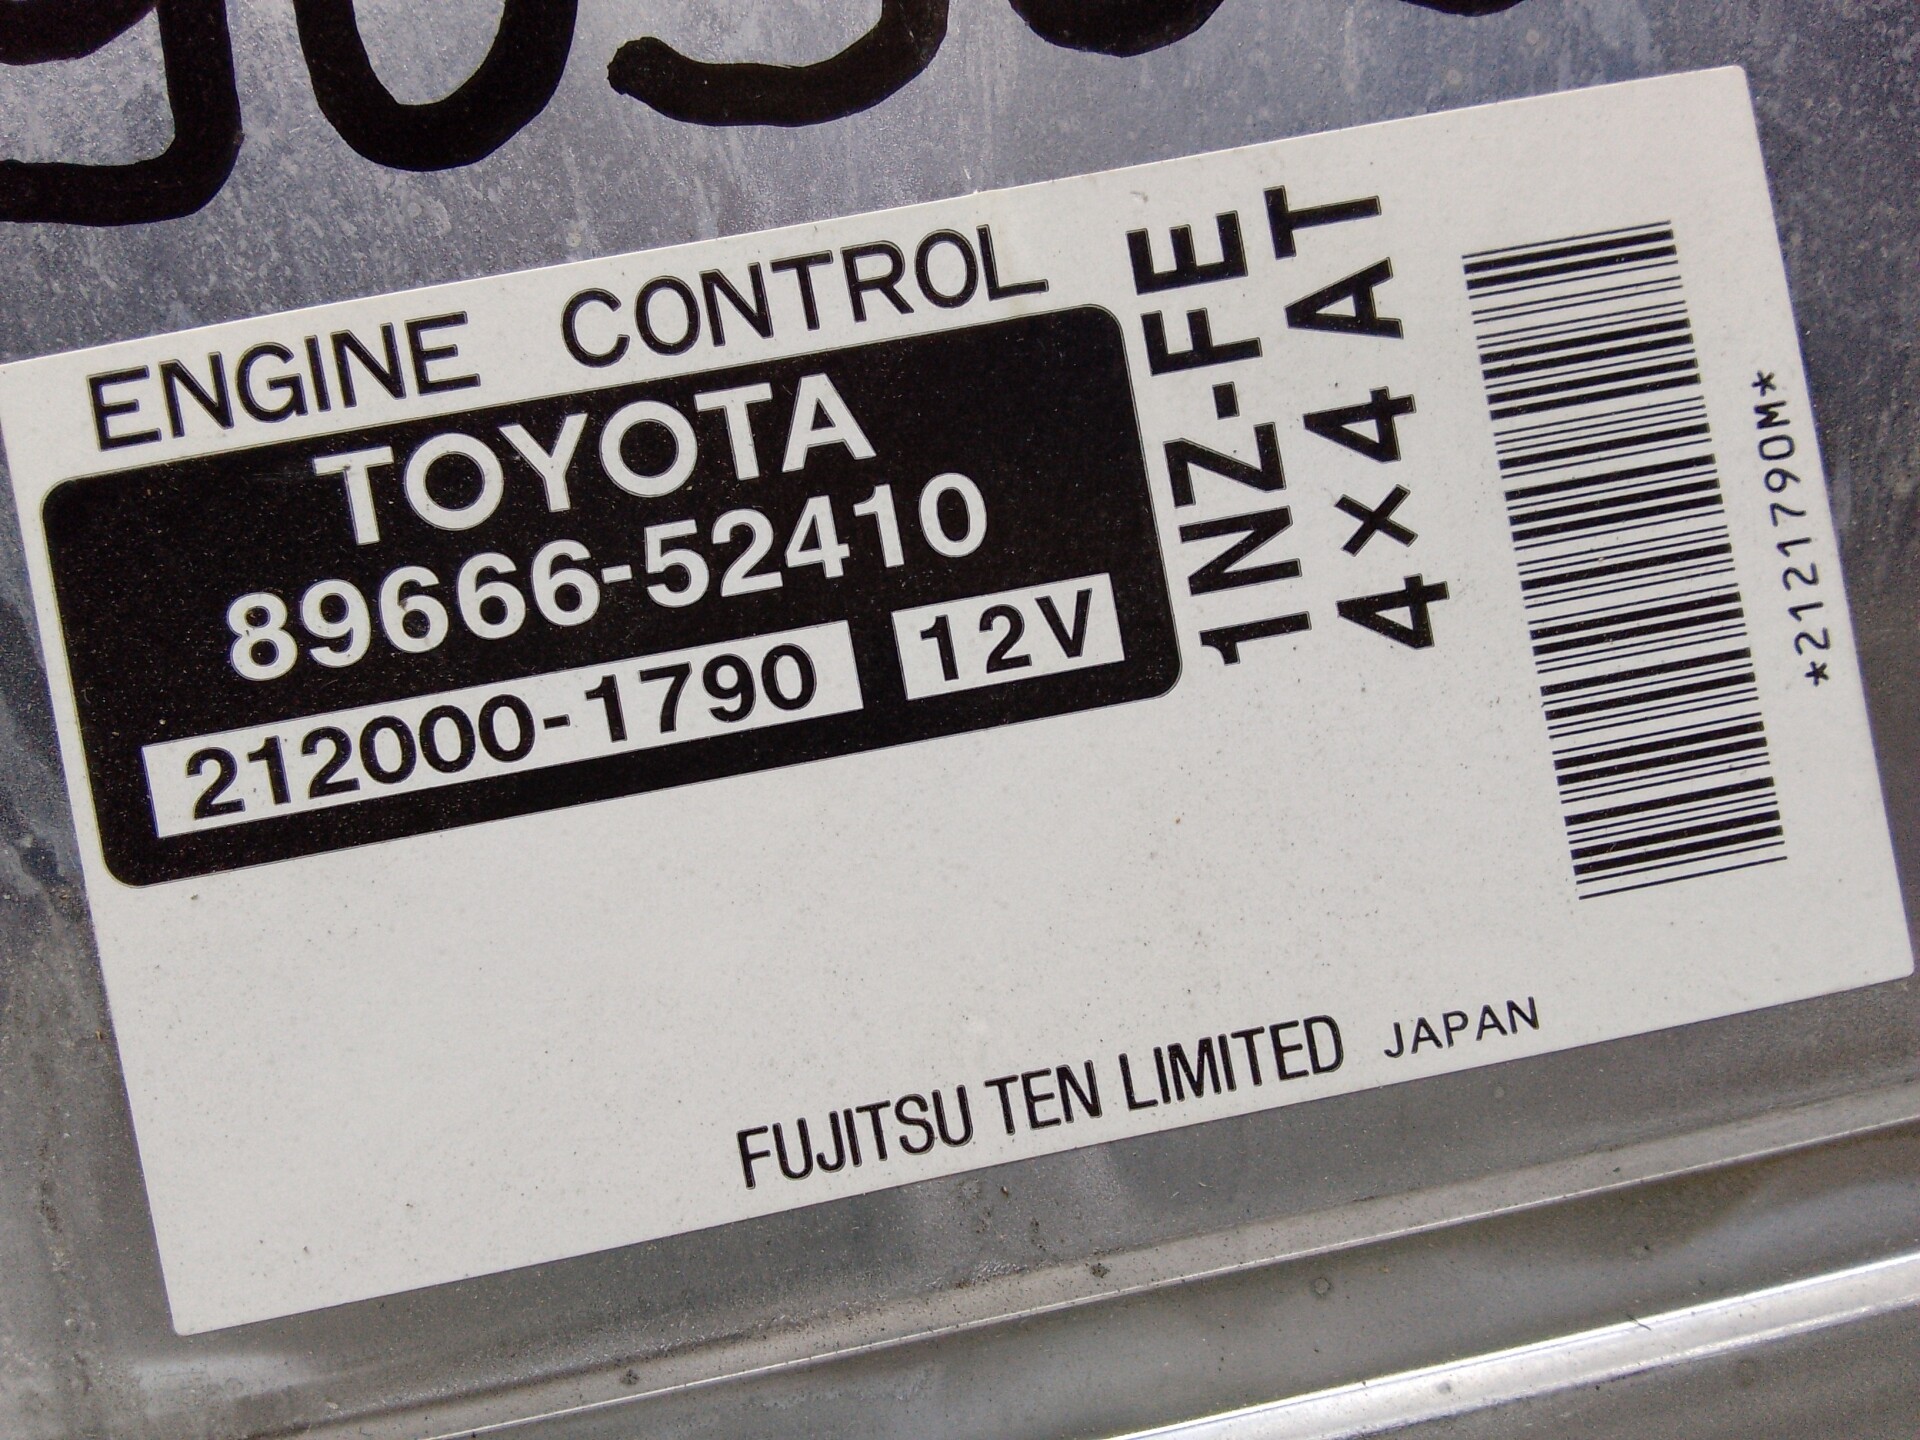 ENGINE CONTROL
TOYOTA
89666-52410
212000-1790 12V
1NZ-FE
4×4 AT
*2121790M*
FUJITSU TEN LIMITED JAPAN